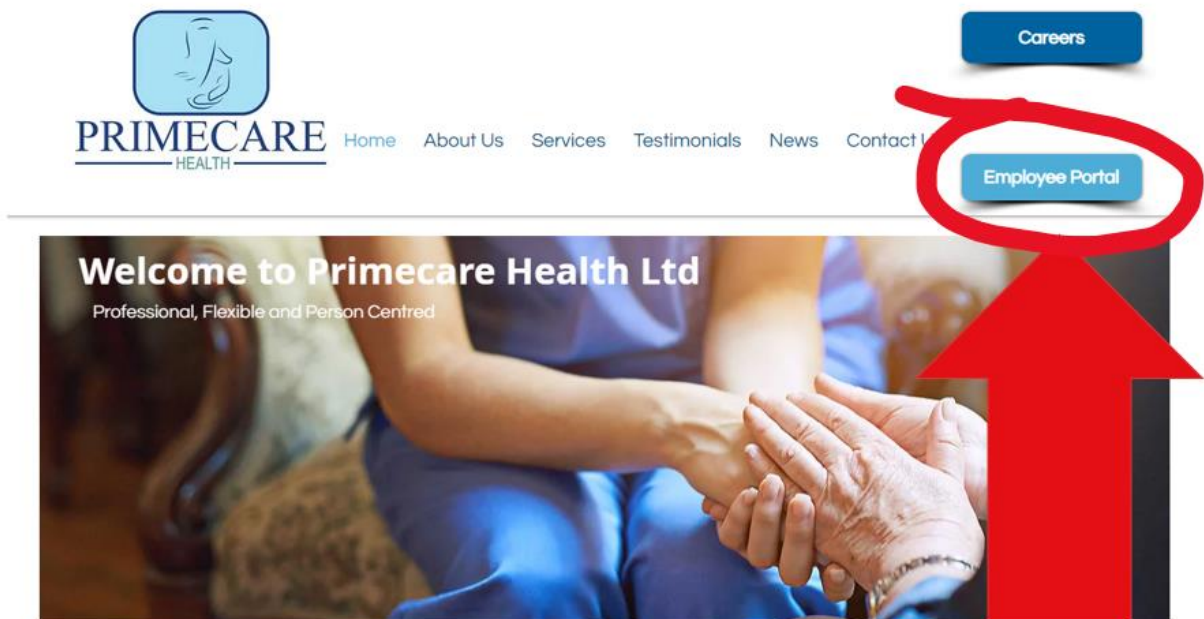 Careers
PRIMECARE
HEALTH
Home About Us Services Testimonials News Contact U
Employee Portal
Welcome to Primecare Health Ltd
Professional, Flexible and Person Centred